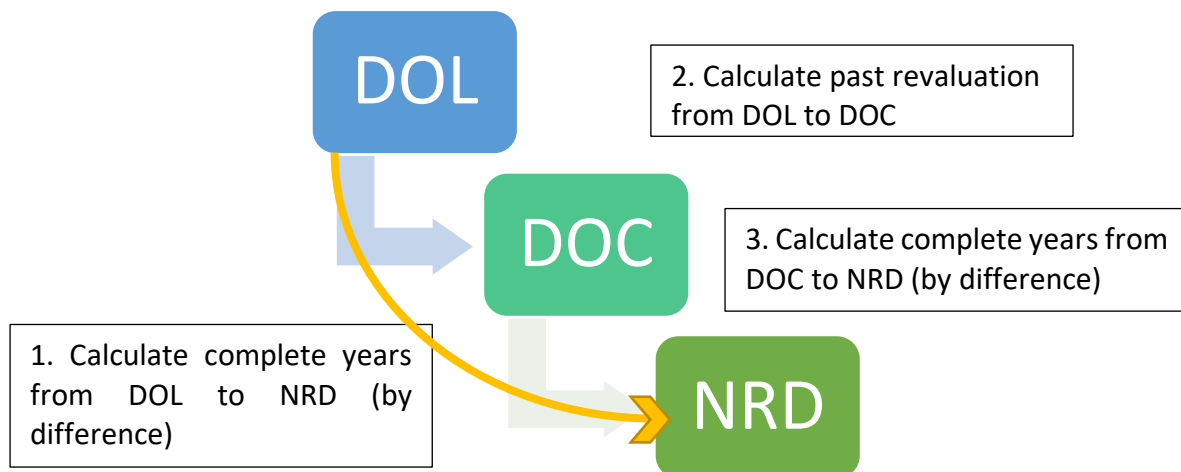 DOL
2. Calculate past revaluation
from DOL to DOC
DOC
3. Calculate complete years from
DOC to NRD (by difference)
1. Calculate complete years
from DOL to NRD (by
difference)
NRD